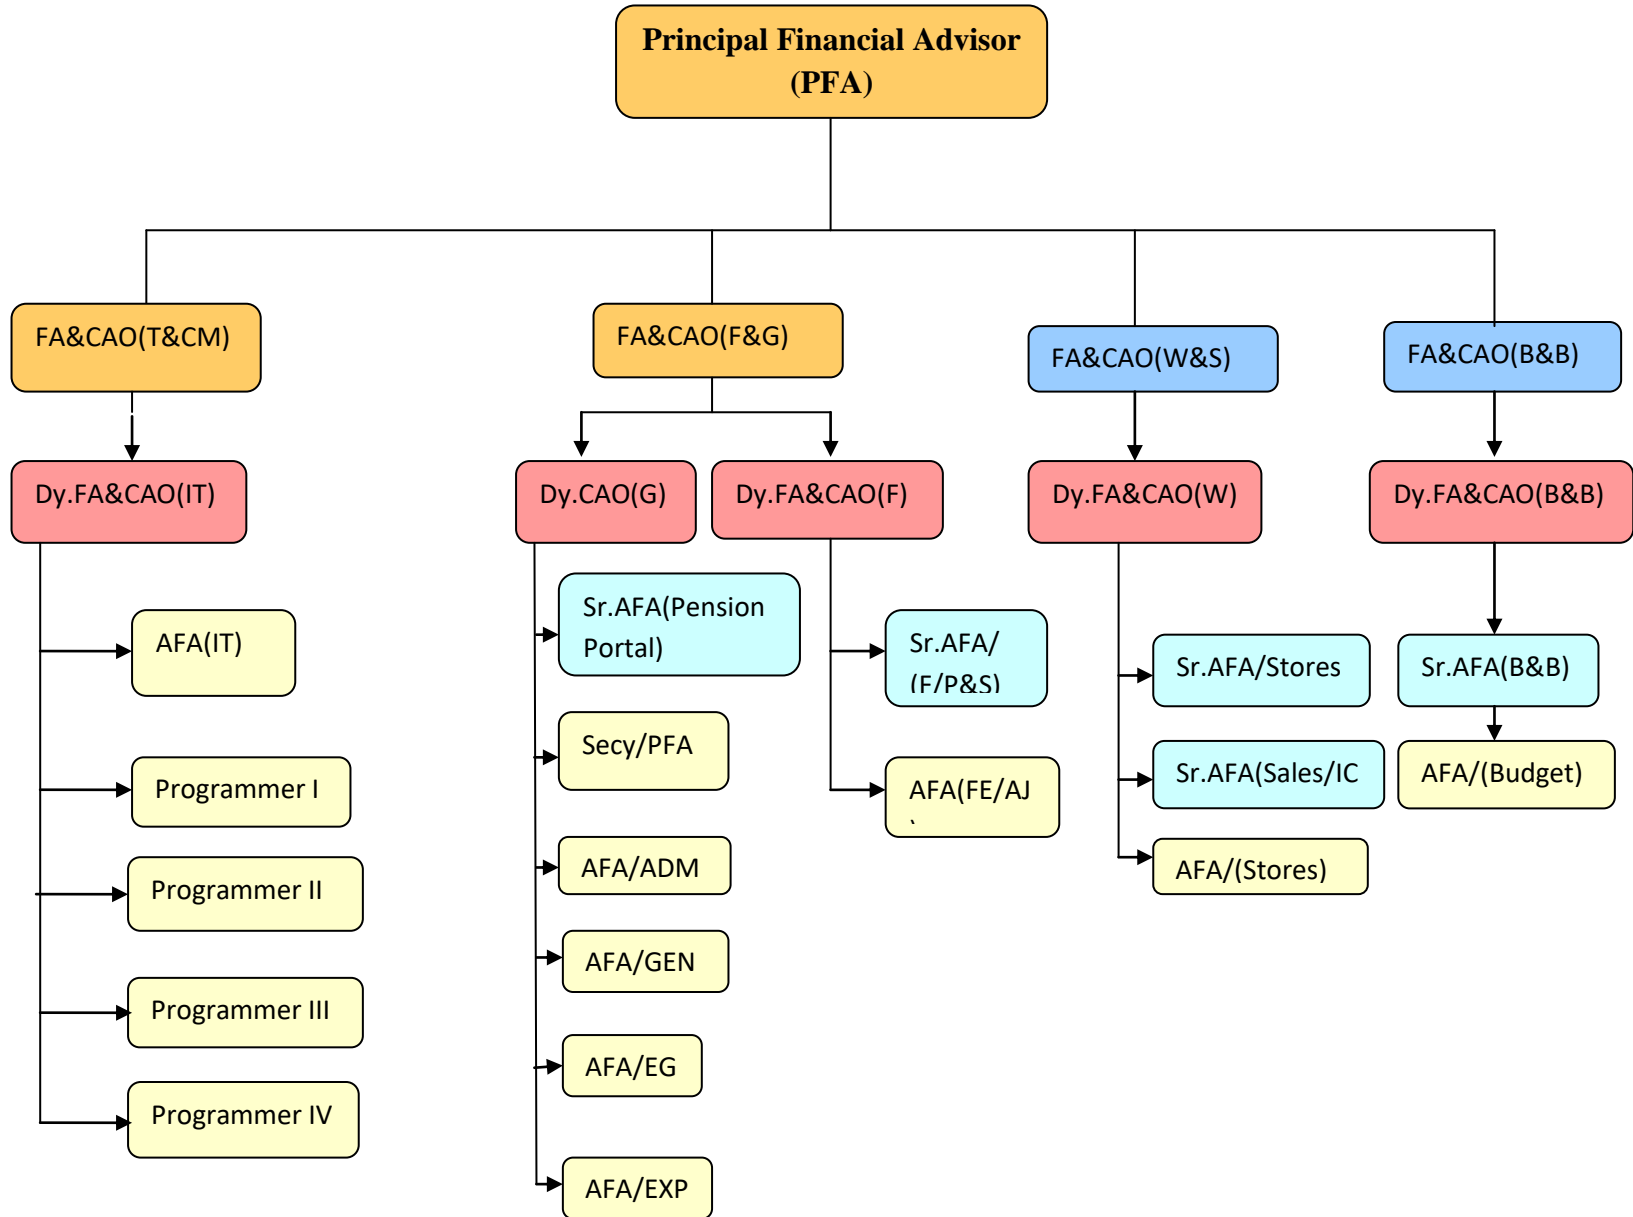 Principal Financial Advisor
(PFA)
FA&CAO(T&CM)
FA&CAO(F&G)
FA&CAO(W&S)
FA&CAO(B&B)
Dy.FA&CAO(IT)
Dy.CAO(G)
Dy.FA&CAO(F)
Dy.FA&CAO(W)
Dy.FA&CAO(B&B)
AFA(IT)
Programmer I
Programmer II
Programmer III
Programmer IV
Sr.AFA(Pension
Portal)
Secy/PFA
AFA/ADM
AFA/GEN
AFA/EG
AFA/EXP
Sr.AFA/
(F/P&S)
AFA(FE/AJ
)
Sr.AFA/Stores
Sr.AFA(Sales/IC
AFA/(Stores)
Sr.AFA(B&B)
AFA/(Budget)